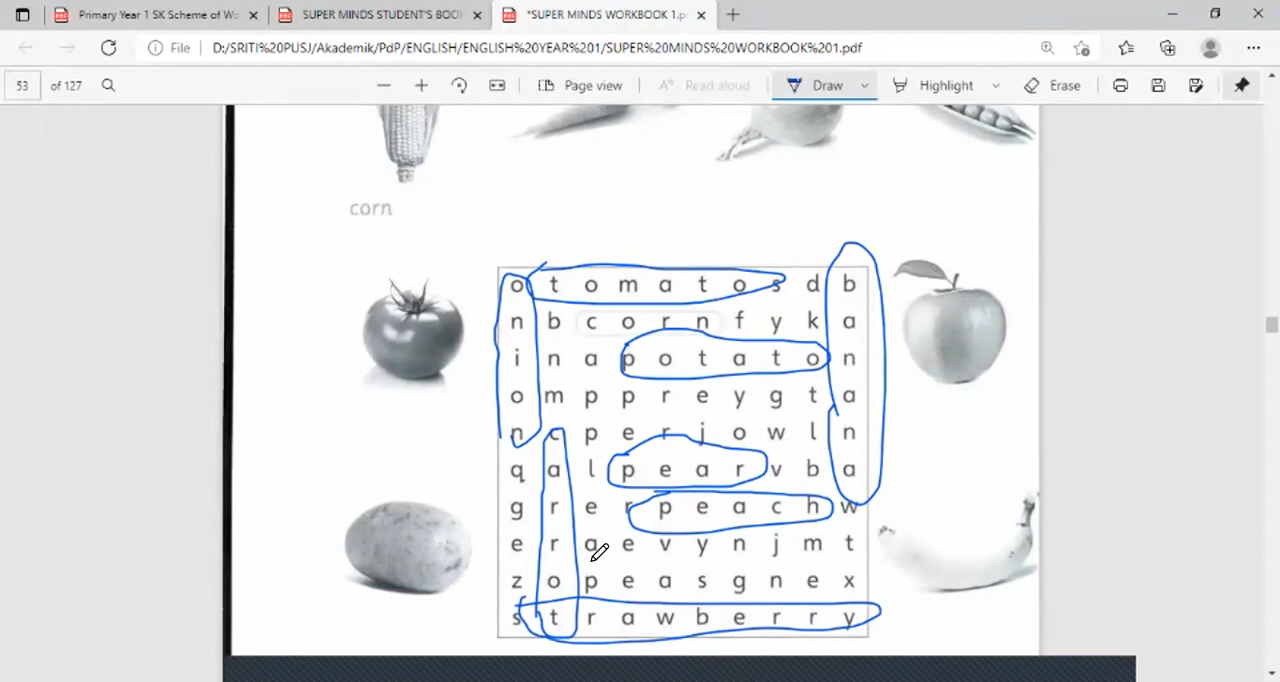 Primary Year 1 SK Scheme of Wo
SUPER MINDS STUDENT'S BOOK
*SUPER MINDS WORKBOOK 1.p
File
D:/SRITI%20PUSJ/Akademik/PdP/ENGLISH/ENGLISH%20YEAR%201/SUPER%20MINDS%20WORKBOOK%201.pdf
53 of 127
Page view
Read aloud
Draw
Highlight
Erase
corn
o t o m a t o s d b
n b c o r n f y k a
i n a p o t a t o n
o m p p r e y g t a
n c p e r j o w l n
q a l p e a r v b a
g r e r p e a c h w
e r a e v y n j m t
z o p e a s g n e x
s t r a w b e r r y